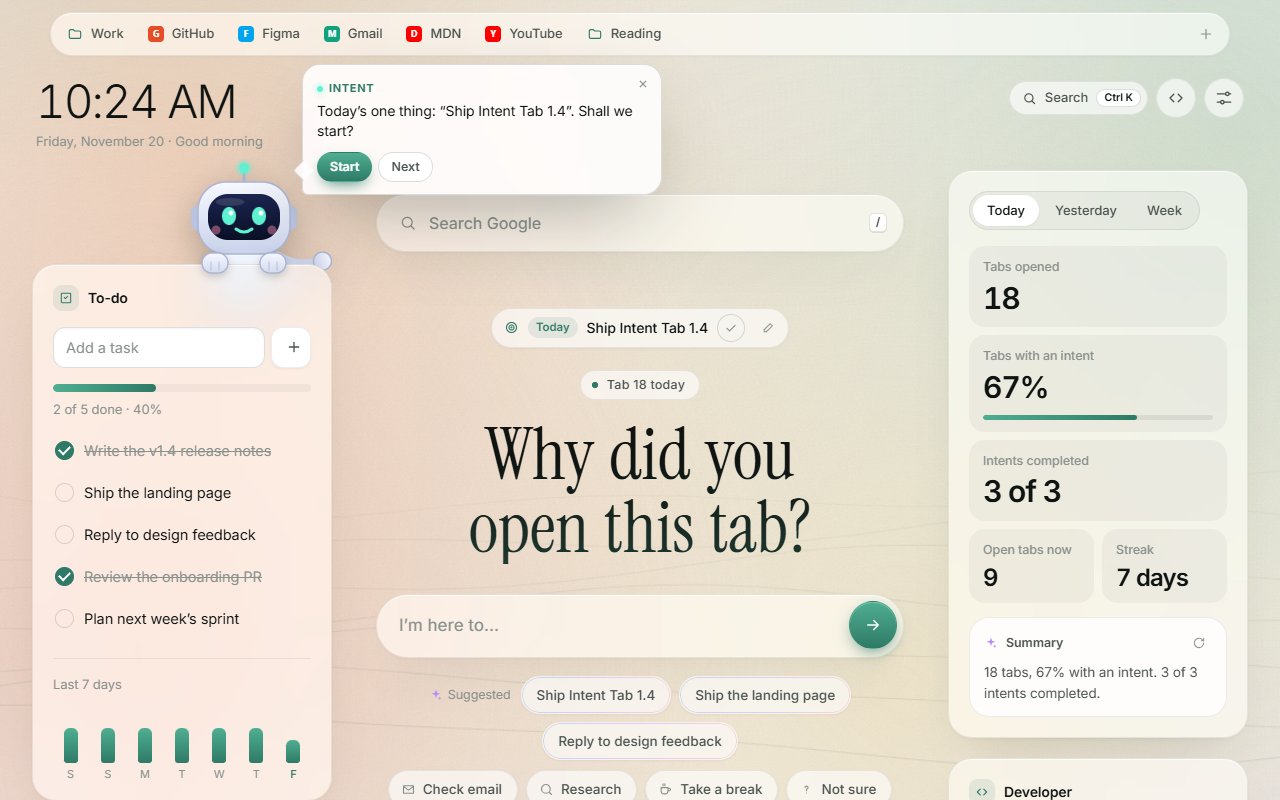 Work
G GitHub
F Figma
M Gmail
D MDN
Y YouTube
Reading
10:24 AM
Friday, November 20 · Good morning
INTENT
Today’s one thing: “Ship Intent Tab 1.4”. Shall we
start?
Start
Next
Search Ctrl K
Search Google
/
To-do
Add a task
2 of 5 done · 40%
Write the v1.4 release notes
Ship the landing page
Reply to design feedback
Review the onboarding PR
Plan next week’s sprint
Last 7 days
S S M T W T F
Today Ship Intent Tab 1.4
Tab 18 today
Why did you
open this tab?
I’m here to…
Suggested
Ship Intent Tab 1.4
Ship the landing page
Reply to design feedback
Check email
Research
Take a break
? Not sure
Today
Yesterday
Week
Tabs opened
18
Tabs with an intent
67%
Intents completed
3 of 3
Open tabs now
9
Streak
7 days
Summary
18 tabs, 67% with an intent. 3 of 3
intents completed.
Developer